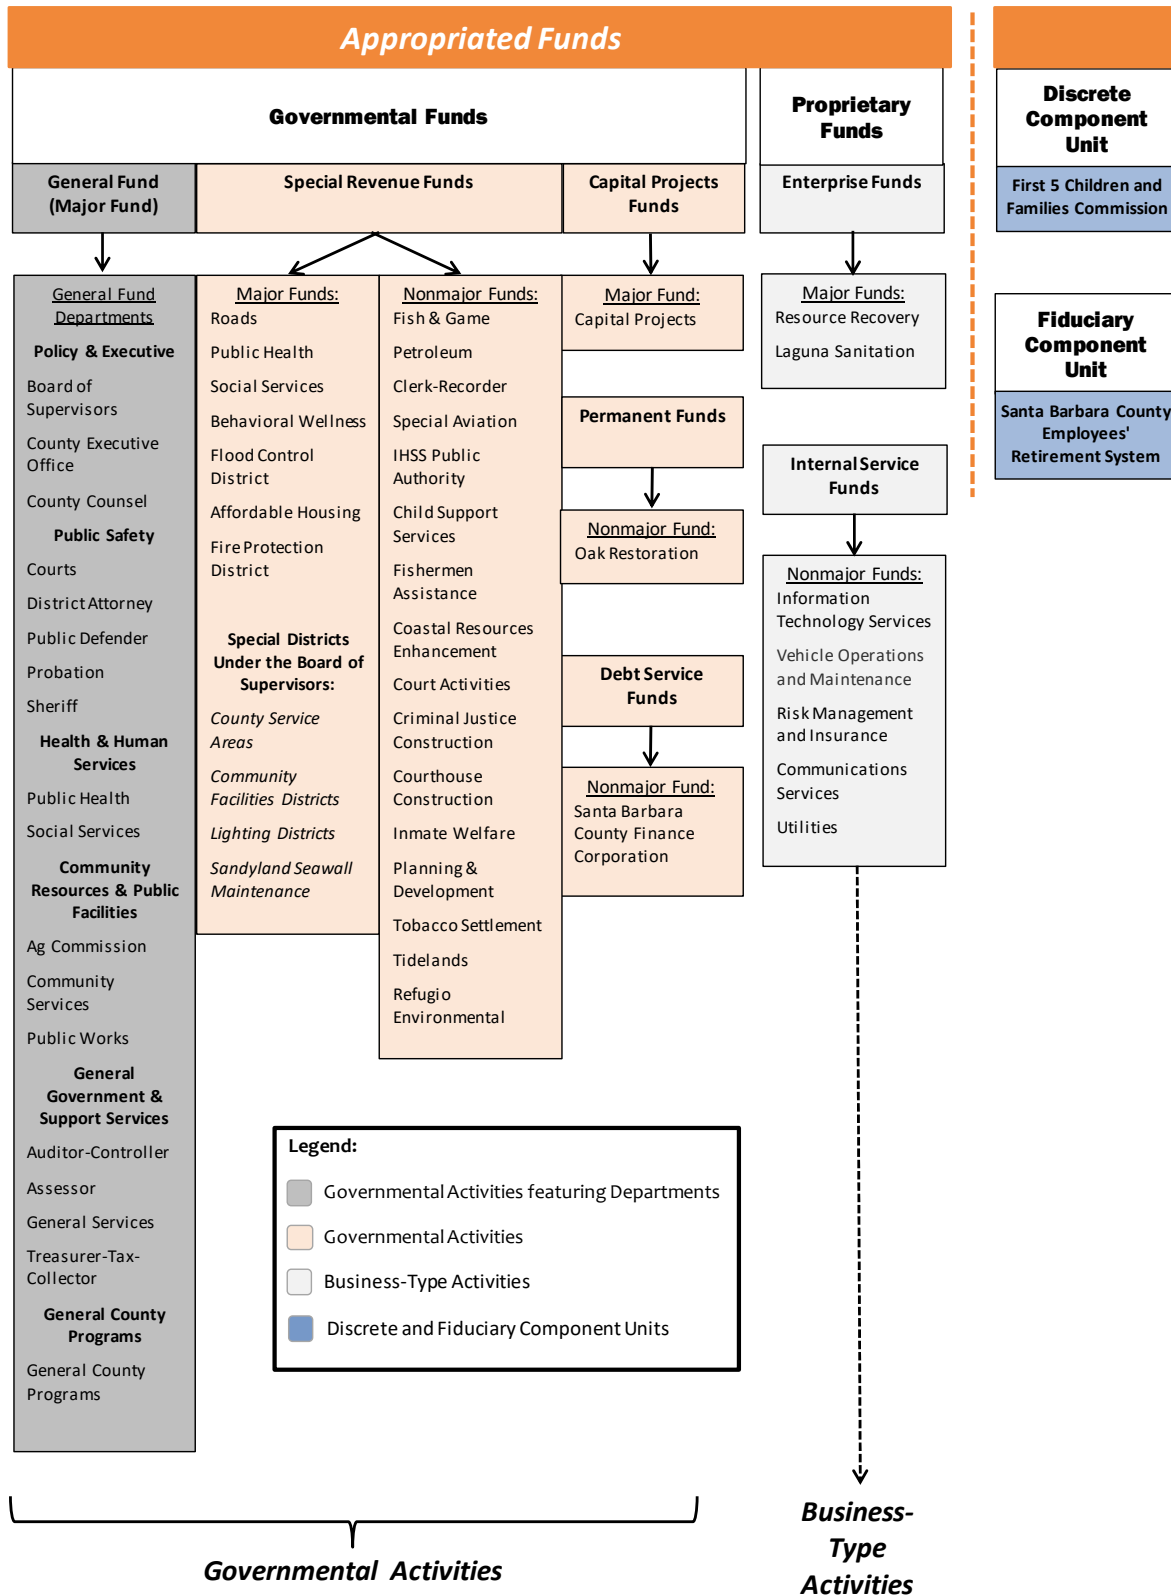 Appropriated Funds
Governmental Funds
Proprietary
Funds
Discrete
Component
Unit
General Fund
(Major Fund)
Special Revenue Funds
Capital Projects
Funds
Enterprise Funds
First 5 Children and
Families Commission
General Fund
Departments
Policy & Executive
Board of
Supervisors
County Executive
Office
County Counsel
Public Safety
Courts
District Attorney
Public Defender
Probation
Sheriff
Health & Human
Services
Public Health
Social Services
Community
Resources & Public
Facilities
Ag Commission
Community
Services
Public Works
General
Government &
Support Services
Auditor-Controller
Assessor
General Services
Treasurer-Tax-
Collector
General County
Programs
General County
Programs
Major Funds:
Roads
Public Health
Social Services
Behavioral Wellness
Flood Control
District
Affordable Housing
Fire Protection
District
Special Districts
Under the Board of
Supervisors:
County Service
Areas
Community
Facilities Districts
Lighting Districts
Sandyland Seawall
Maintenance
Nonmajor Funds:
Fish & Game
Petroleum
Clerk-Recorder
Special Aviation
IHSS Public
Authority
Child Support
Services
Fishermen
Assistance
Coastal Resources
Enhancement
Court Activities
Criminal Justice
Construction
Courthouse
Construction
Inmate Welfare
Planning &
Development
Tobacco Settlement
Tidelands
Refugio
Environmental
Major Fund:
Capital Projects
Permanent Funds
Nonmajor Fund:
Oak Restoration
Debt Service
Funds
Nonmajor Fund:
Santa Barbara
County Finance
Corporation
Major Funds:
Resource Recovery
Laguna Sanitation
Internal Service
Funds
Nonmajor Funds:
Information
Technology Services
Vehicle Operations
and Maintenance
Risk Management
and Insurance
Communications
Services
Utilities
Fiduciary
Component
Unit
Santa Barbara County
Employees'
Retirement System
Legend:
Governmental Activities featuring Departments
Governmental Activities
Business-Type Activities
Discrete and Fiduciary Component Units
Governmental Activities
Business-
Type
Activities